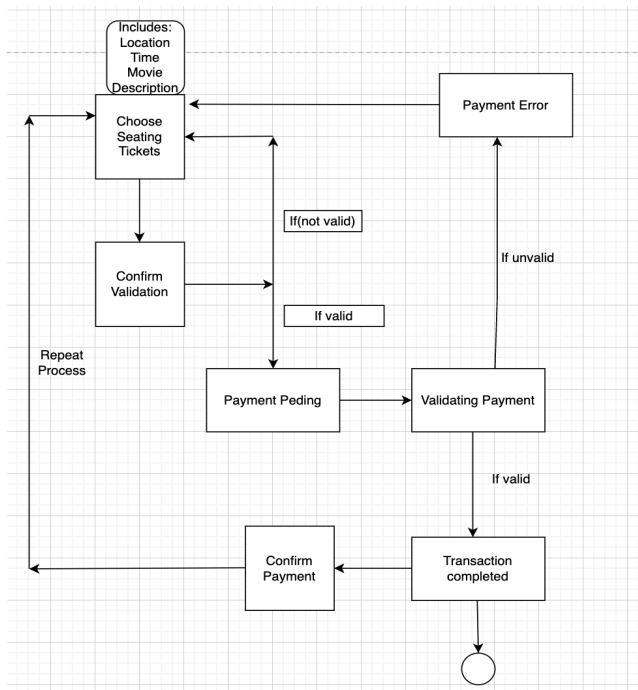 Includes:
Location
Time
Movie
Description
Choose
Seating
Tickets
Payment Error
If(not valid)
If unvalid
Confirm
Validation
If valid
Repeat
Process
Payment Peding
Validating Payment
If valid
Confirm
Payment
Transaction
completed